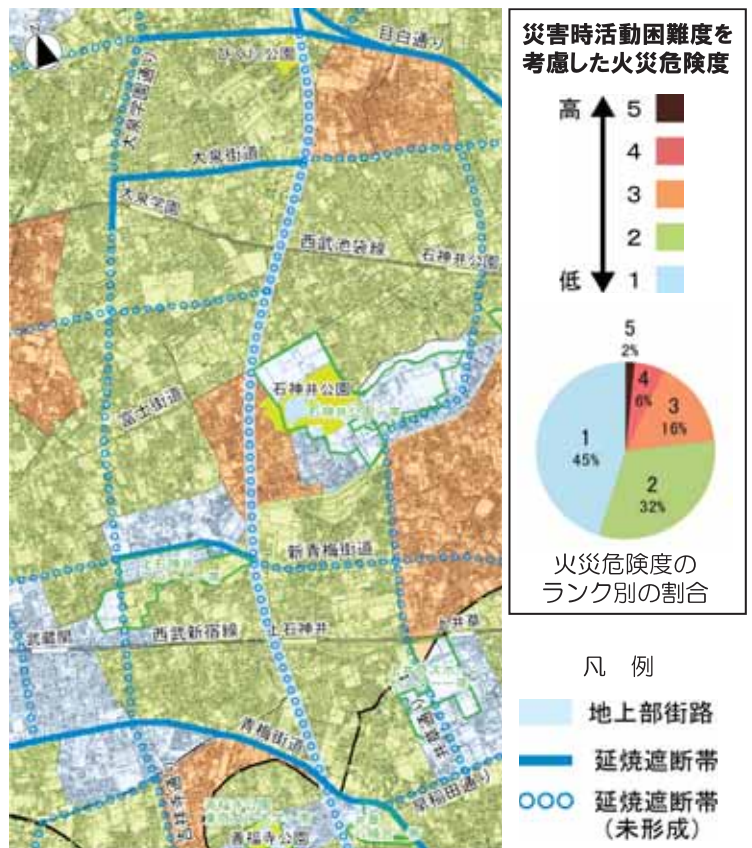 目白通り
びくに公園
大泉学園通り
大泉街道
大泉学園
西武池袋線
石神井公園
石神井公園
富士街道
新青梅街道
武蔵関
西武新宿線
上石神井
上井草
青梅街道
早稲田通り
善福寺公園
災害時活動困難度を
考慮した火災危険度
高
5
4
3
2
低 1
5
2%
4
6%
3
16%
1
45%
2
32%
火災危険度の
ランク別の割合
凡 例
地上部街路
延焼遮断帯
延焼遮断帯
(未形成)